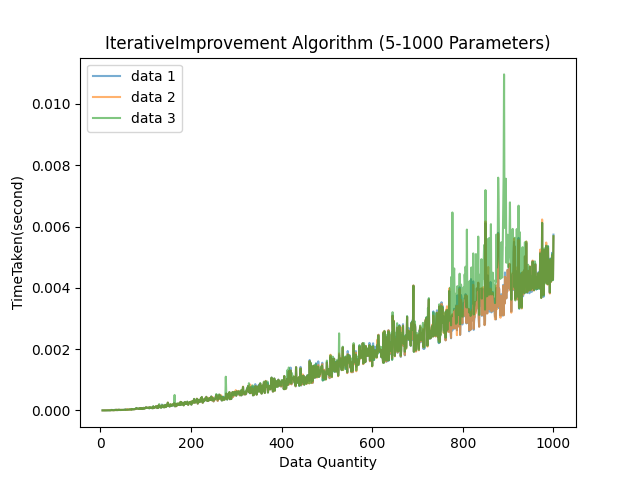 IterativeImprovement Algorithm (5-1000 Parameters)
data 1
data 2
data 3
0.010
0.008
0.006
0.004
0.002
0.000
TimeTaken(second)
0 200 400 600 800 1000
Data Quantity